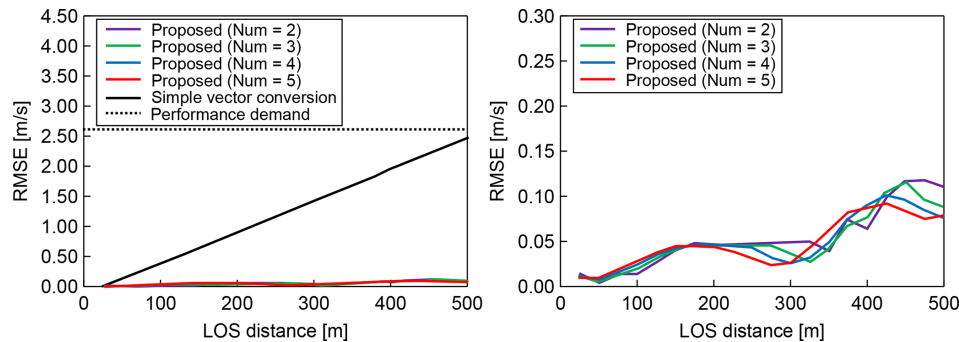 4.50
4.00
3.50
3.00
2.50
2.00
1.50
1.00
0.50
0.00
RMSE [m/s]
Proposed (Num = 2)
Proposed (Num = 3)
Proposed (Num = 4)
Proposed (Num = 5)
Simple vector conversion
Performance demand
0 100 200 300 400 500
LOS distance [m]
0.30
0.25
0.20
0.15
0.10
0.05
0.00
RMSE [m/s]
Proposed (Num = 2)
Proposed (Num = 3)
Proposed (Num = 4)
Proposed (Num = 5)
0 100 200 300 400 500
LOS distance [m]